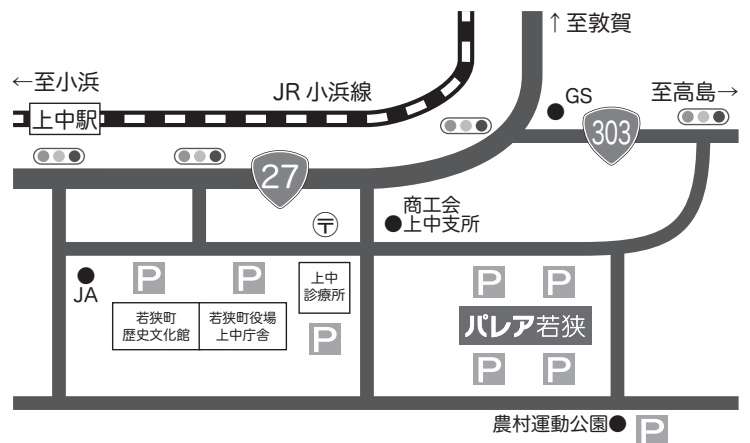 ↑至敦賀
←至小浜
JR小浜線
GS
至高島→
上中駅
303
27
商工会
上中支所
〒
JA
P
P
上中
診療所
P
P
若狭町
歴史文化館
若狭町役場
上中庁舎
パレア若狭
P
P
P
農村運動公園
P